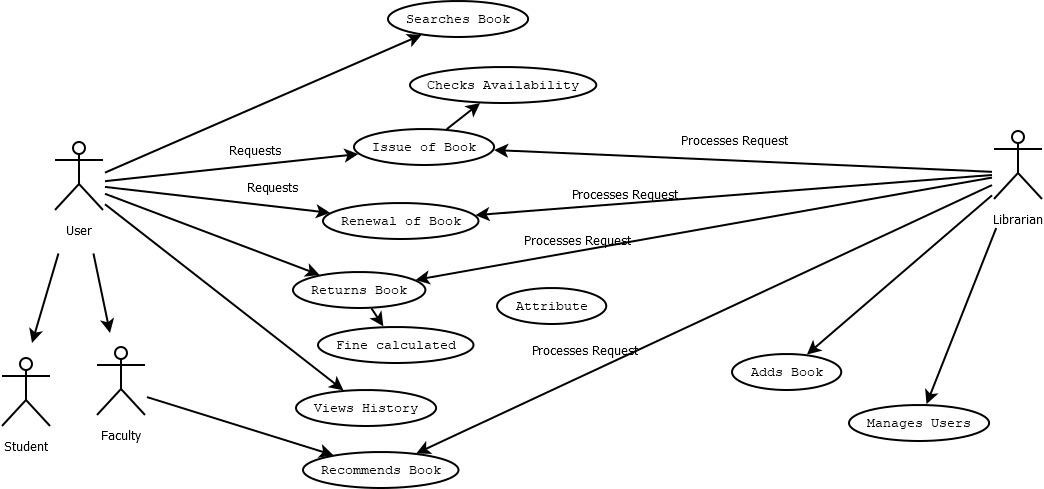 Searches Book
Checks Availability
Processes Request
Requests
Issue of Book
Requests
Processes Request
Renewal of Book
Librarian
User
Processes Request
Returns Book
Attribute
Fine calculated
Processes Request
Adds Book
Views History
Manages Users
Faculty
Student
Recommends Book